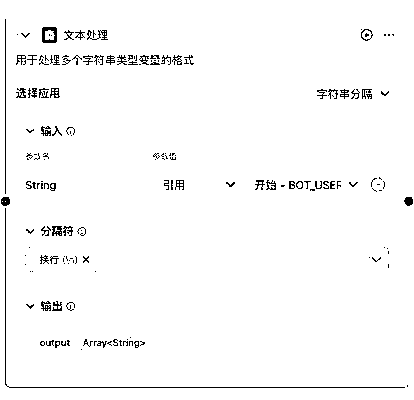 文本处理
用于处理多个字符串类型变量的格式
选择应用 字符串分隔
输入
参数名 参数值
String 引用 开始 - BOT_USER
分隔符
换行 (\n) ×
输出
output Array<String>